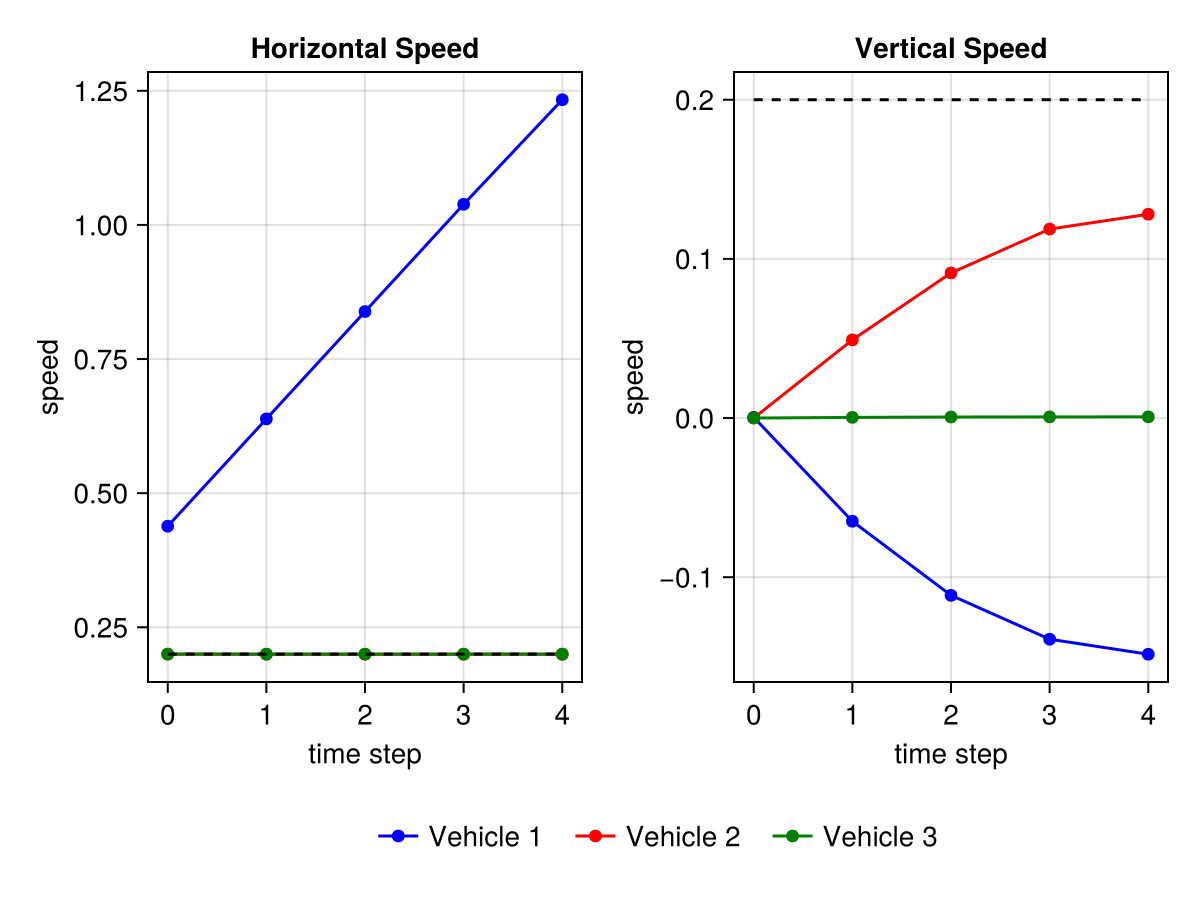 Horizontal Speed
1.25
1.00
0.75
0.50
0.25
speed
0 1 2 3 4
time step
Vertical Speed
0.2
0.1
0.0
−0.1
speed
0 1 2 3 4
time step
Vehicle 1 Vehicle 2 Vehicle 3